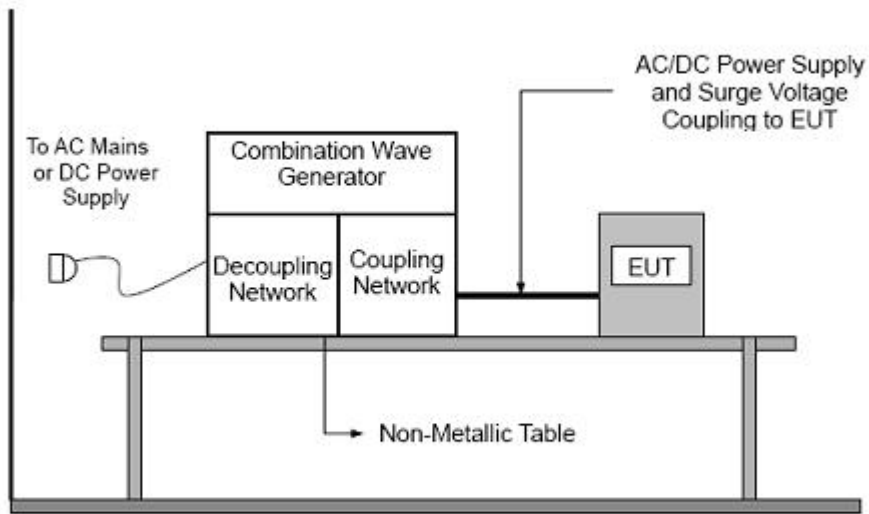 AC/DC Power Supply
and Surge Voltage
Coupling to EUT
To AC Mains
or DC Power
Supply
Combination Wave
Generator
Decoupling
Network
Coupling
Network
EUT
Non-Metallic Table